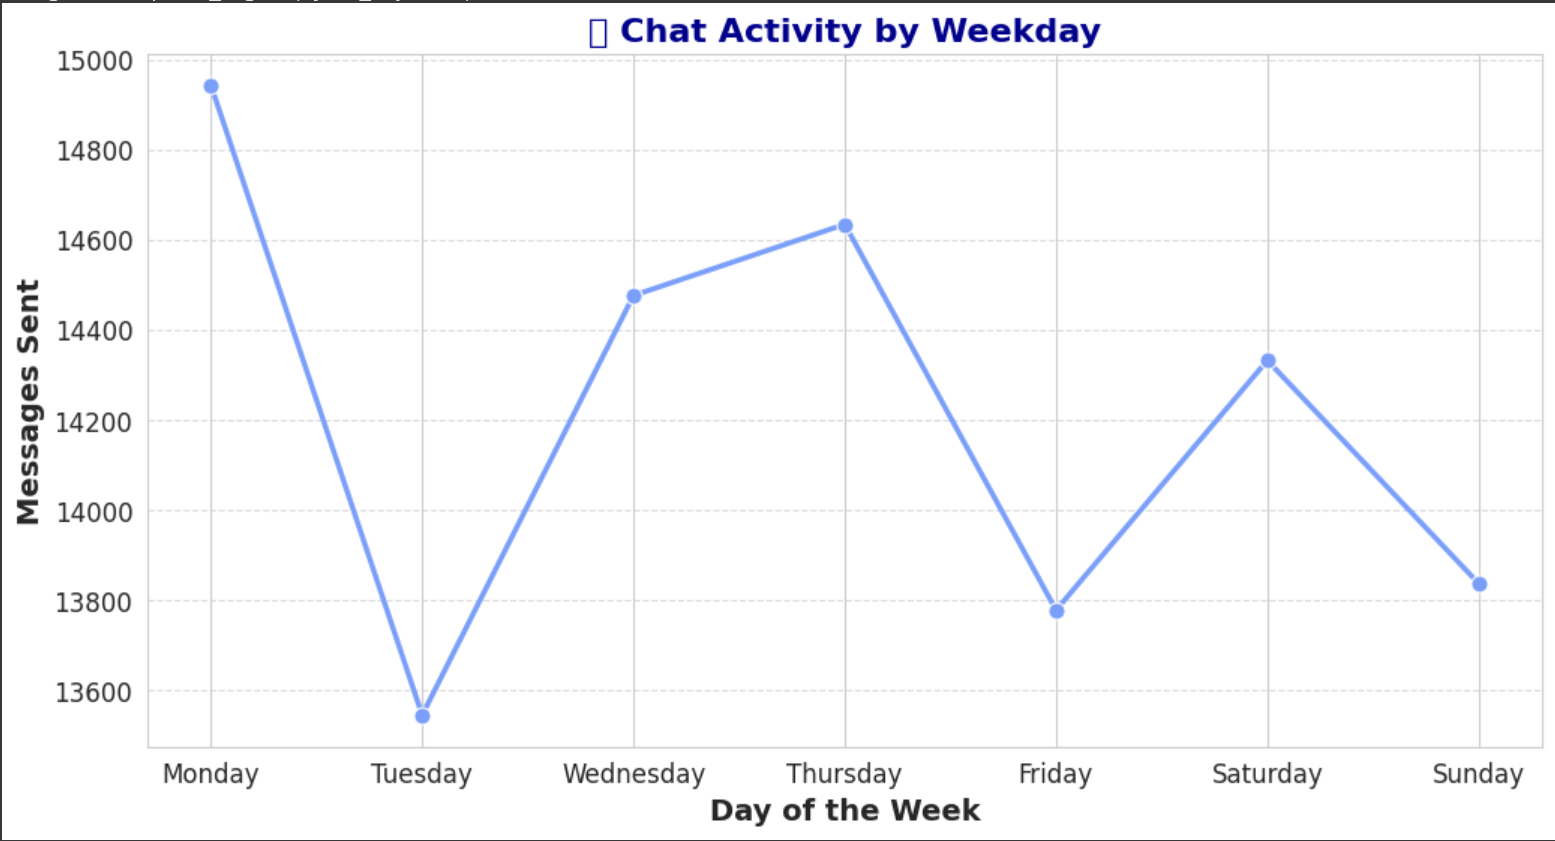 Chat Activity by Weekday
15000
14800
14600
14400
14200
14000
13800
13600
Messages Sent
Monday Tuesday Wednesday Thursday Friday Saturday Sunday
Day of the Week